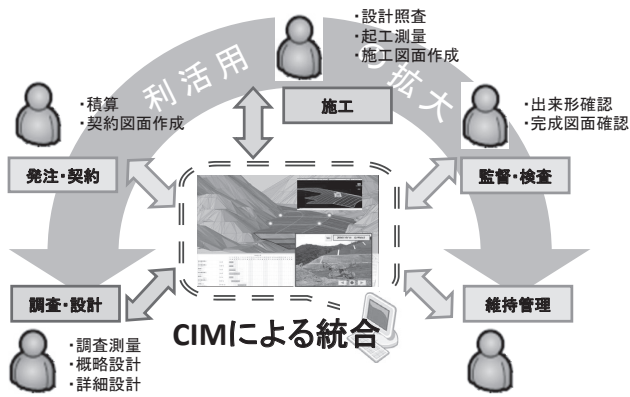 ・設計照査
・起工測量
・施工図面作成
利活用の拡大
・積算
・契約図面作成
施工
・出来形確認
・完成図面確認
発注・契約
監督・検査
調査・設計
維持管理
CIMによる統合
・調査測量
・概略設計
・詳細設計